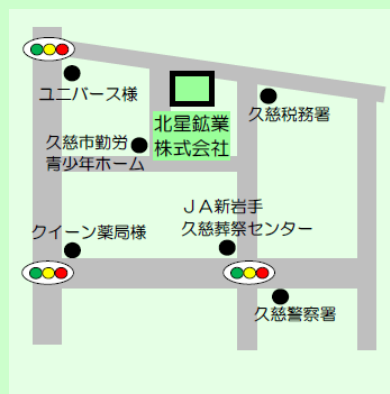 ユニバース様
北星鉱業
株式会社
久慈税務署
久慈市勤労
青少年ホーム
クイーン薬局様
ＪＡ新岩手
久慈葬祭センター
久慈警察署